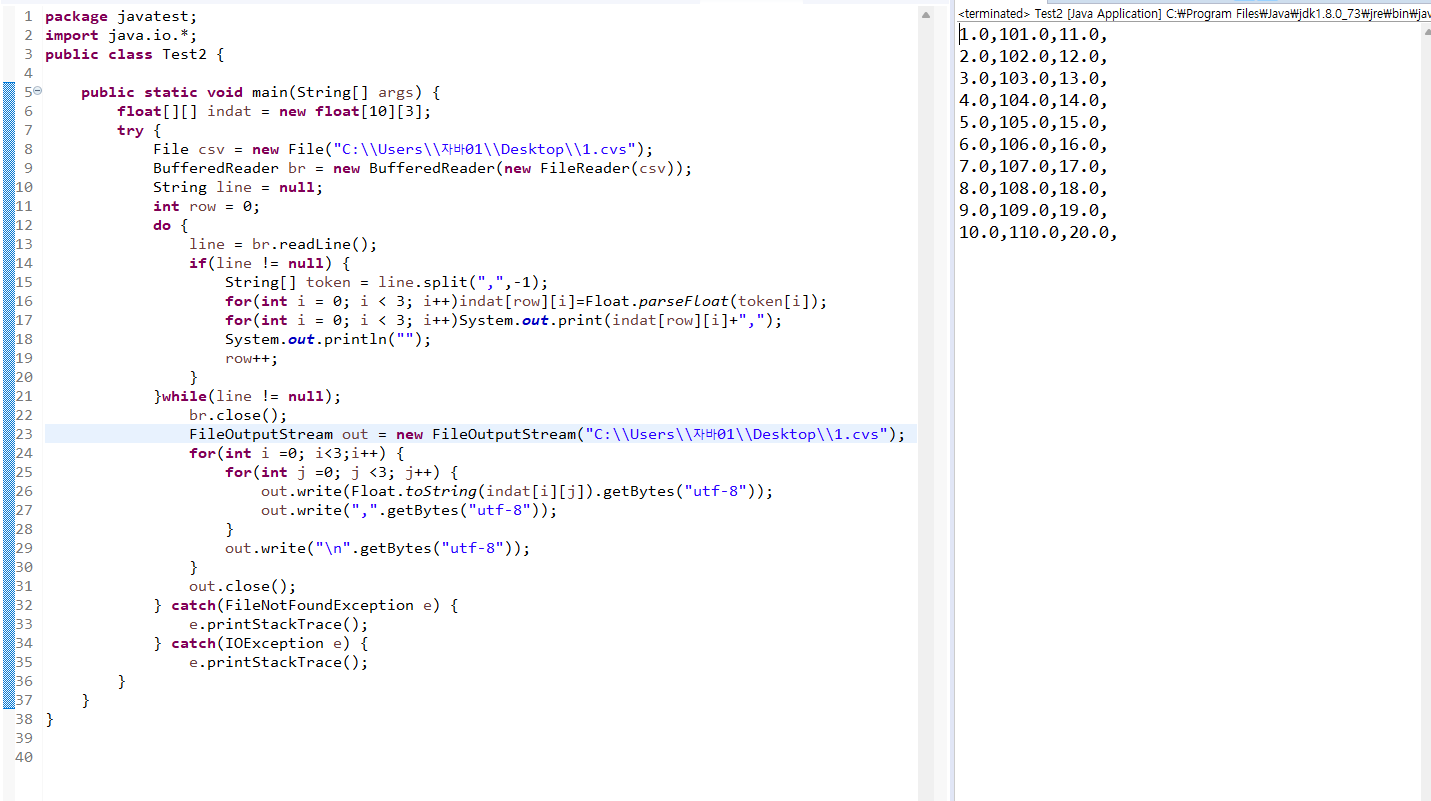 1 package javatest;
2 import java.io.*;
3 public class Test2 {
4
5 public static void main(String[] args) {
6 float[][] indat = new float[10][3];
7 try {
8 File csv = new File("C:\\Users\\자바01\\Desktop\\1.cvs");
9 BufferedReader br = new BufferedReader(new FileReader(csv));
10 String line = null;
11 int row = 0;
12 do {
13 line = br.readLine();
14 if(line != null) {
15 String[] token = line.split(",",-1);
16 for(int i = 0; i < 3; i++)indat[row][i]=Float.parseFloat(token[i]);
17 for(int i = 0; i < 3; i++)System.out.print(indat[row][i]+",");
18 System.out.println("");
19 row++;
20 }
21 }while(line != null);
22 br.close();
23 FileOutputStream out = new FileOutputStream("C:\\Users\\자바01\\Desktop\\1.cvs");
24 for(int i =0; i<3;i++) {
25 for(int j =0; j <3; j++) {
26 out.write(Float.toString(indat[i][j]).getBytes("utf-8"));
27 out.write(",".getBytes("utf-8"));
28 }
29 out.write("\n".getBytes("utf-8"));
30 }
31 out.close();
32 } catch(FileNotFoundException e) {
33 e.printStackTrace();
34 } catch(IOException e) {
35 e.printStackTrace();
36 }
37 }
38 }
39
40
<terminated> Test2 [Java Application] C:₩Program Files₩Java₩jdk1.8.0_73₩jre₩bin₩jav
1.0,101.0,11.0,
2.0,102.0,12.0,
3.0,103.0,13.0,
4.0,104.0,14.0,
5.0,105.0,15.0,
6.0,106.0,16.0,
7.0,107.0,17.0,
8.0,108.0,18.0,
9.0,109.0,19.0,
10.0,110.0,20.0,